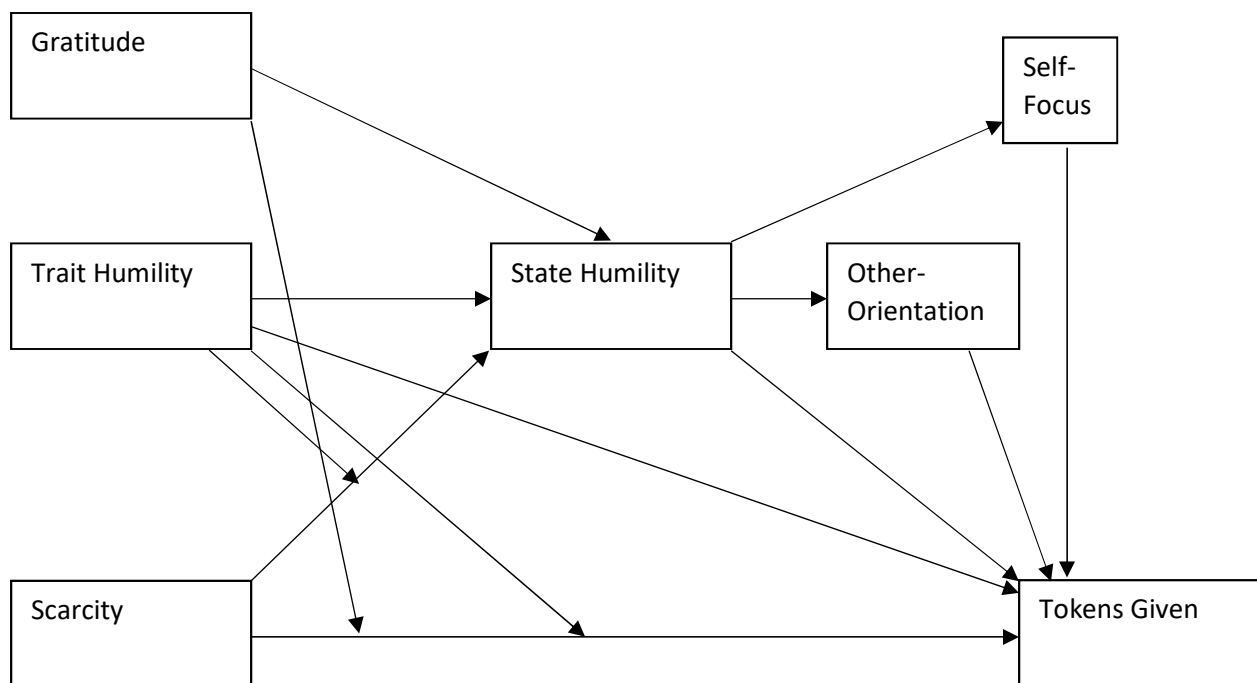 Gratitude
Self-
Focus
Trait Humility
State Humility
Other-
Orientation
Scarcity
Tokens Given